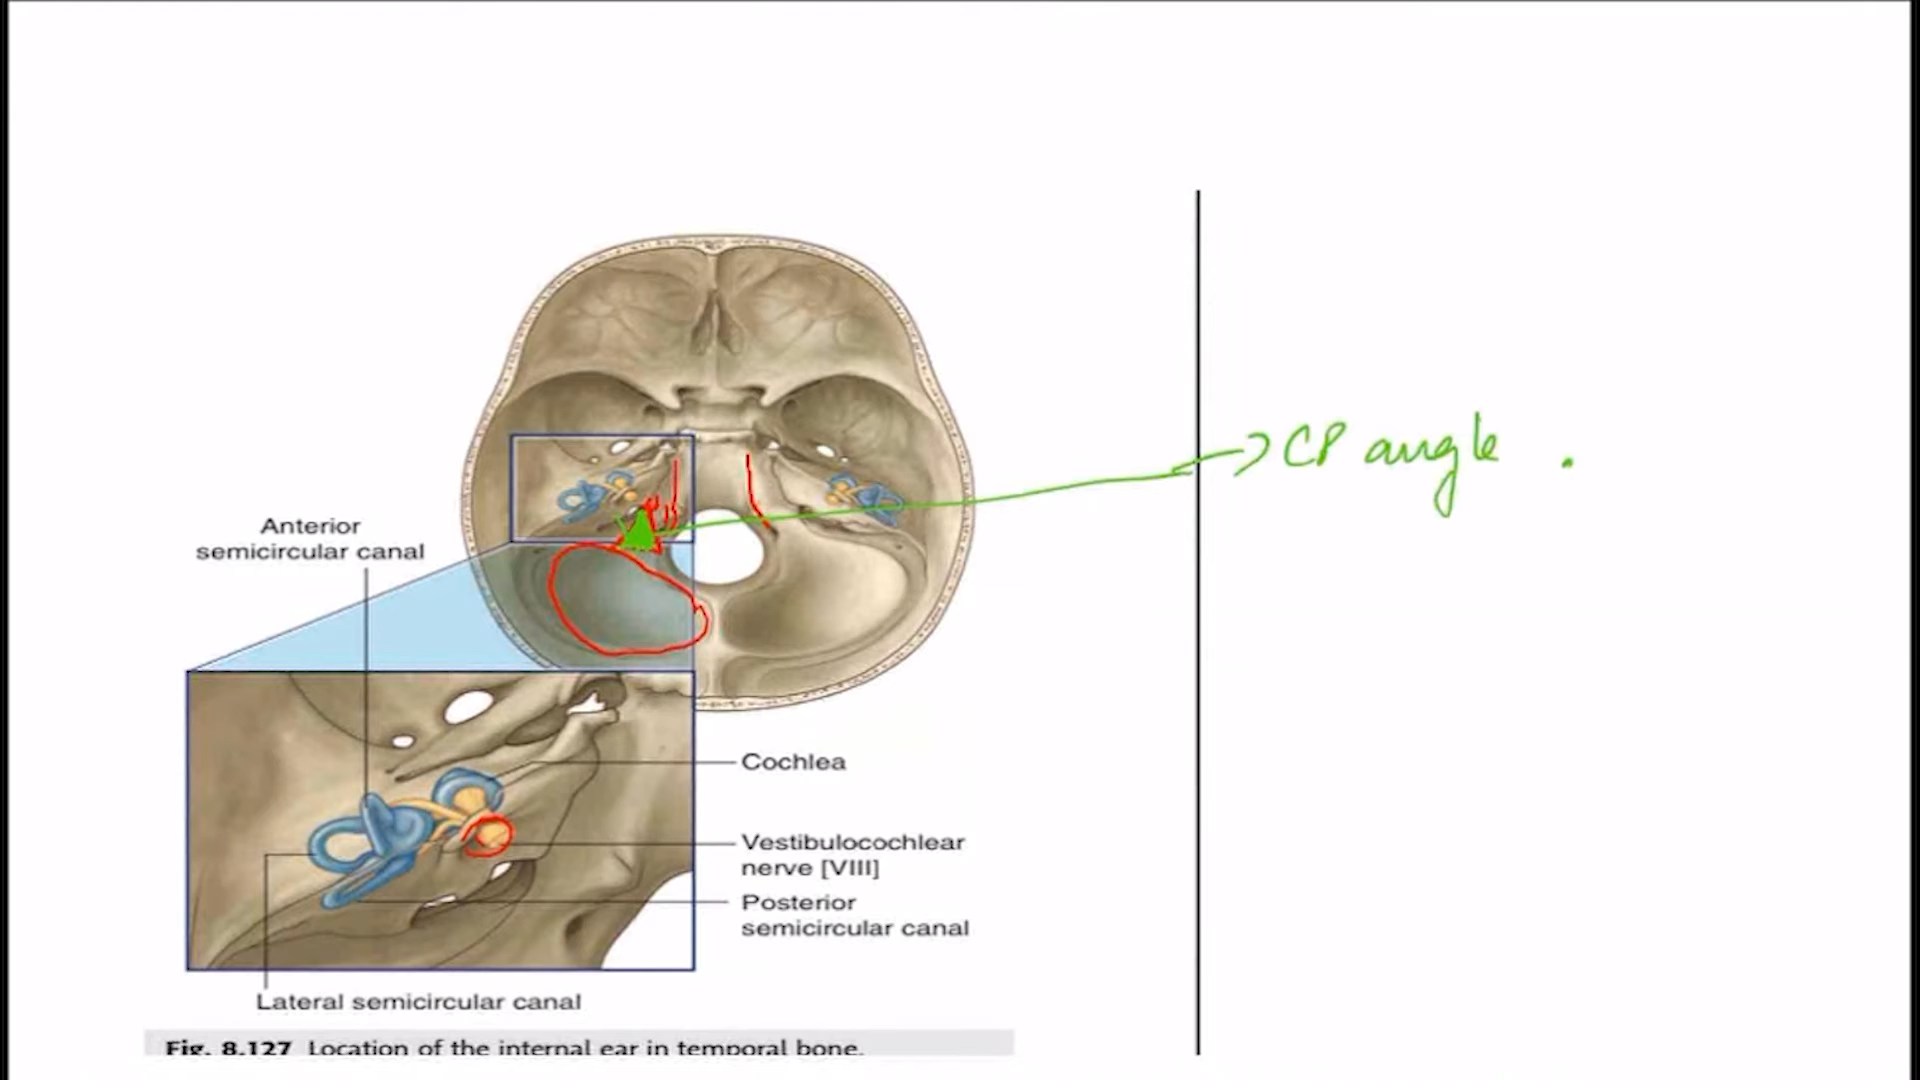 CP angle .
Anterior
semicircular canal
Cochlea
Vestibulocochlear
nerve [VIII]
Posterior
semicircular canal
Lateral semicircular canal
Fig. 8.127 Location of the internal ear in temporal bone.